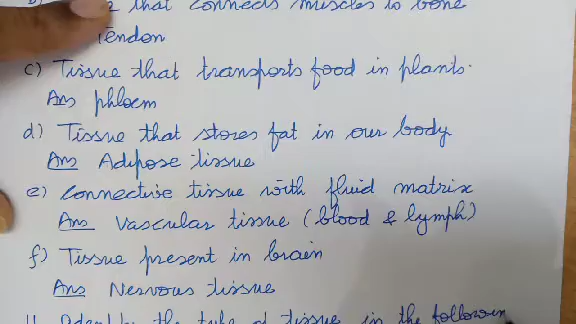 that connects muscles to bone
Tendon
c) Tissue that transports food in plants.
Ans phloem
d) Tissue that stores fat in our body
Ans Adipose tissue
e) Connective tissue with fluid matrix
Ans Vascular tissue (blood & lymph)
f) Tissue present in brain
Ans Nervous tissue
11. Identify the type of tissue in the